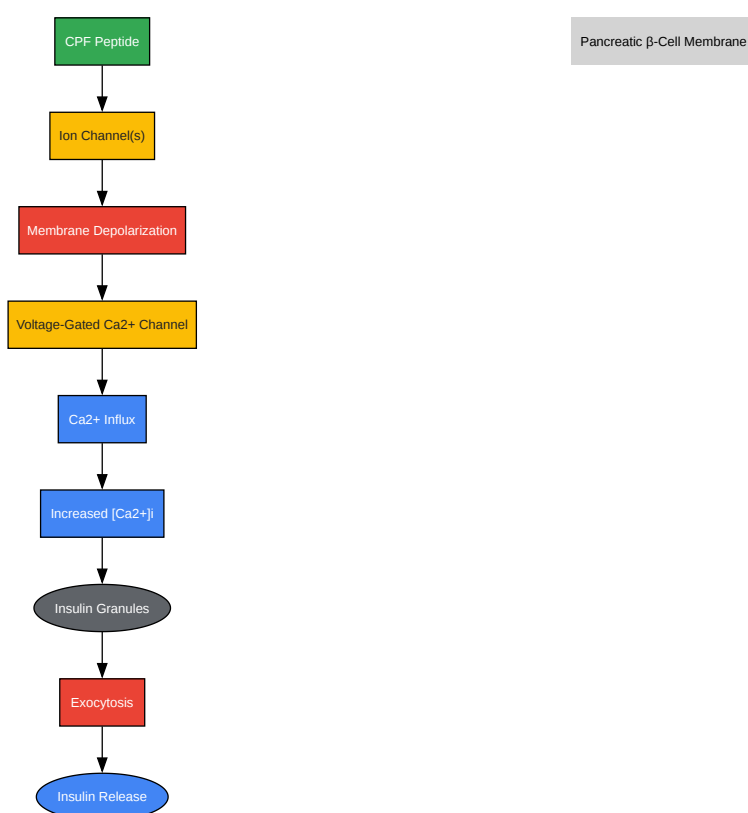 CPF Peptide
Pancreatic β-Cell Membrane
Ion Channel(s)
Membrane Depolarization
Voltage-Gated Ca2+ Channel
Ca2+ Influx
Increased [Ca2+]i
Insulin Granules
Exocytosis
Insulin Release